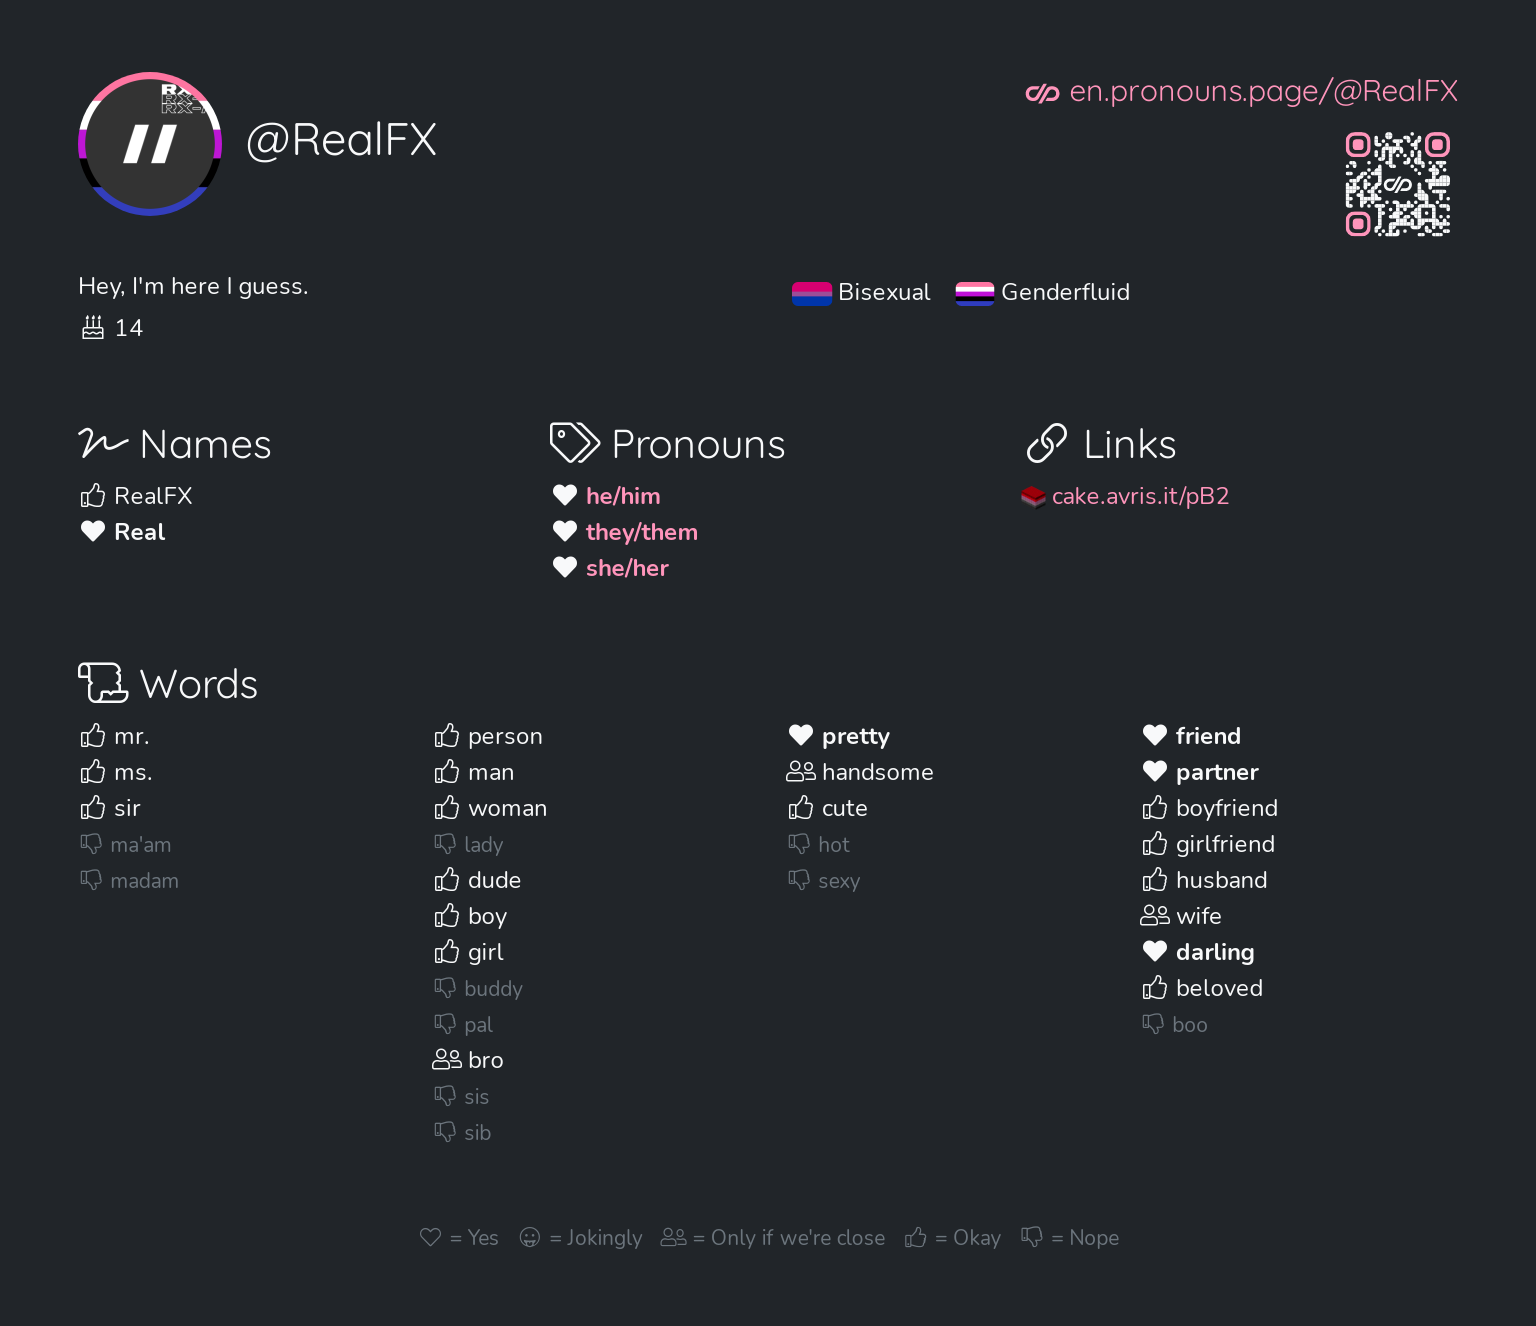 @RealFX
en.pronouns.page/@RealFX
Hey, I'm here I guess.
14
Bisexual Genderfluid
Names
RealFX
Real
Pronouns
he/him
they/them
she/her
Links
cake.avris.it/pB2
Words
mr.
ms.
sir
ma'am
madam
person
man
woman
lady
dude
boy
girl
buddy
pal
bro
sis
sib
pretty
handsome
cute
hot
sexy
friend
partner
boyfriend
girlfriend
husband
wife
darling
beloved
boo
= Yes = Jokingly = Only if we're close = Okay = Nope